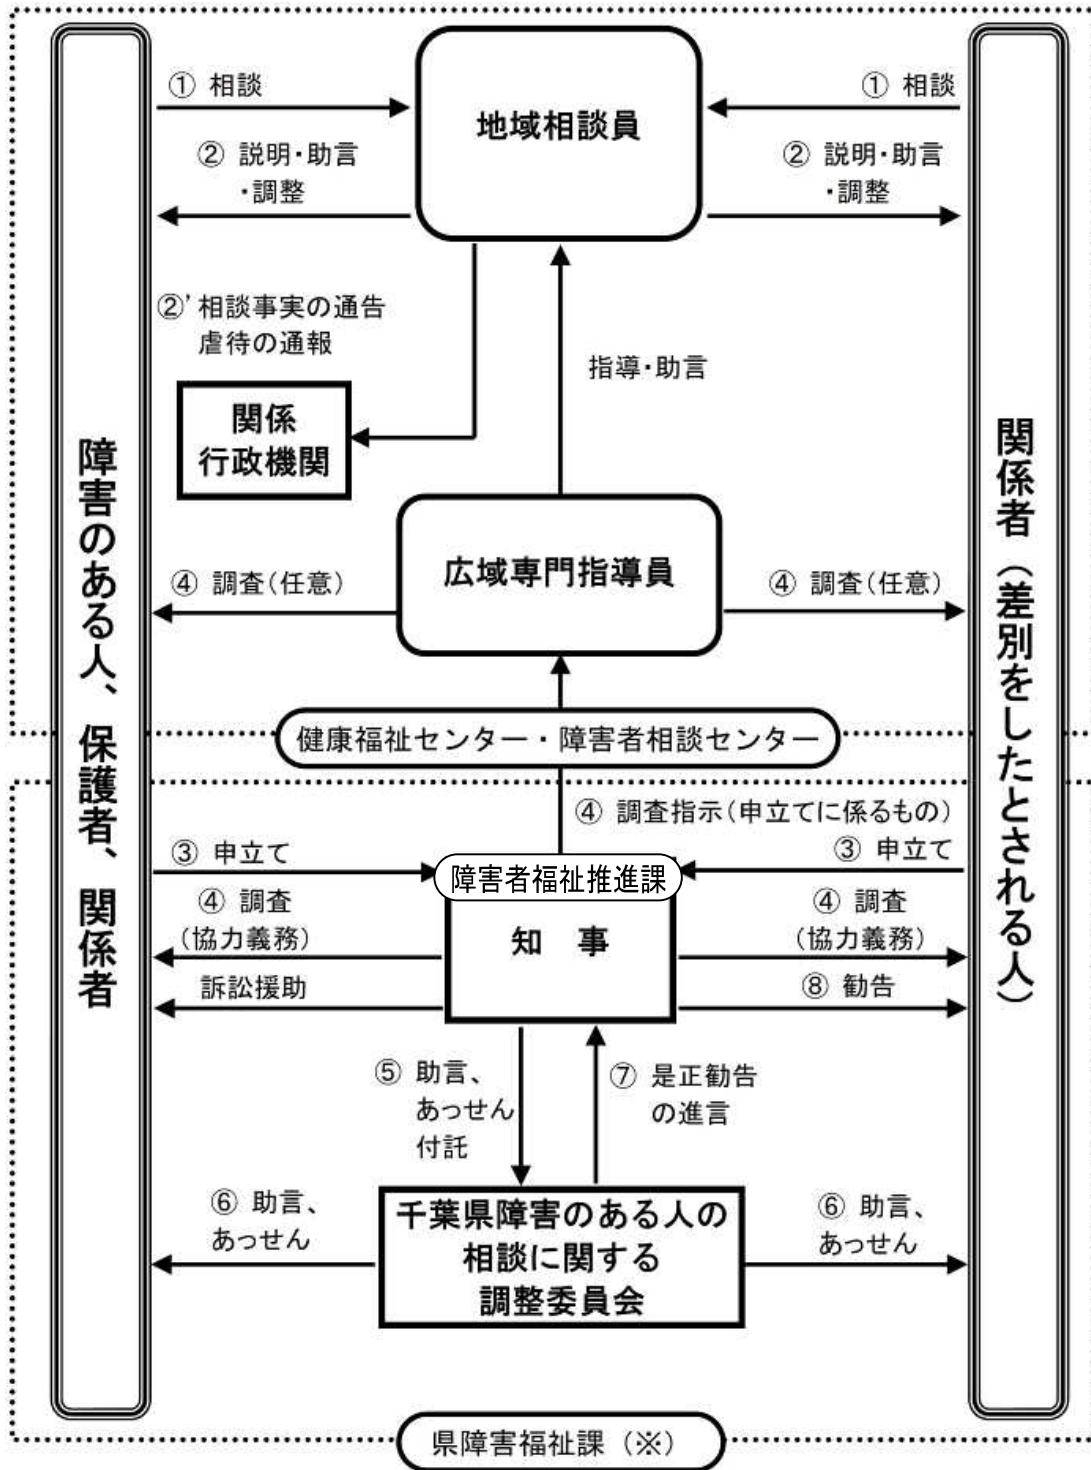 ① 相談
① 相談
地域相談員
② 説明・助言
・調整
② 説明・助言
・調整
②’相談事実の通告
虐待の通報
指導・助言
関係
行政機関
障害のある人、保護者、関係者
関係者（差別をしたとされる人）
広域専門指導員
④ 調査（任意）
④ 調査（任意）
健康福祉センター・障害者相談センター
④ 調査指示（申立てに係るもの）
③ 申立て
③ 申立て
障害者福祉推進課
④ 調査
（協力義務）
知　事
④ 調査
（協力義務）
訴訟援助
⑧ 勧告
⑤ 助言、
あっせん
付託
⑦ 是正勧告
の進言
⑥ 助言、
あっせん
千葉県障害のある人の
相談に関する
調整委員会
⑥ 助言、
あっせん
県障害福祉課（※）